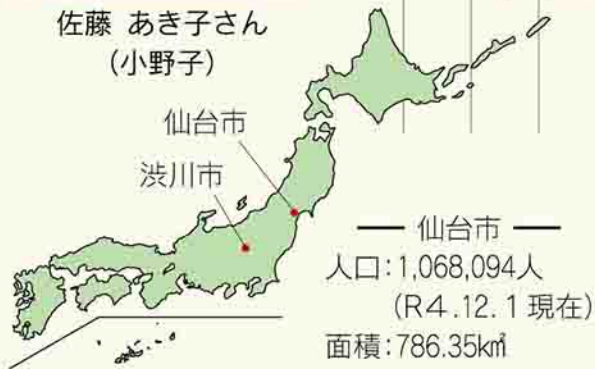 佐藤 あき子さん
(小野子)
仙台市
渋川市
仙台市
人口:1,068,094人
(R4.12.1現在)
面積:786.35㎢